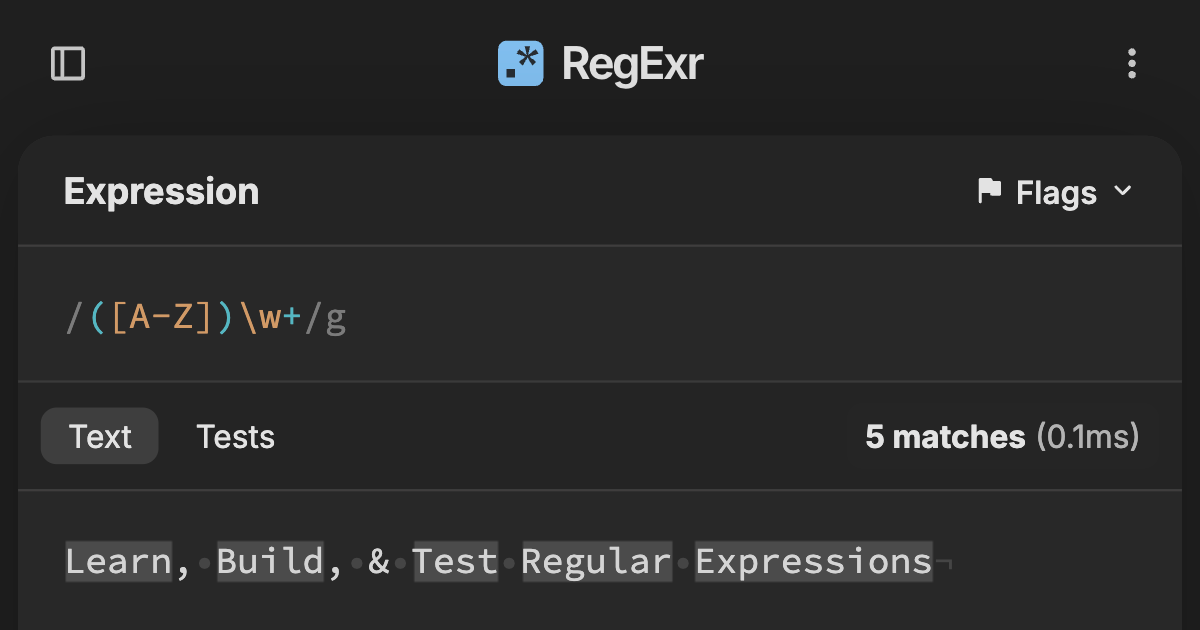 .* RegExr
Expression Flags
/([A-Z])\w+/g
Text Tests 5 matches (0.1ms)
Learn, Build, & Test Regular Expressions